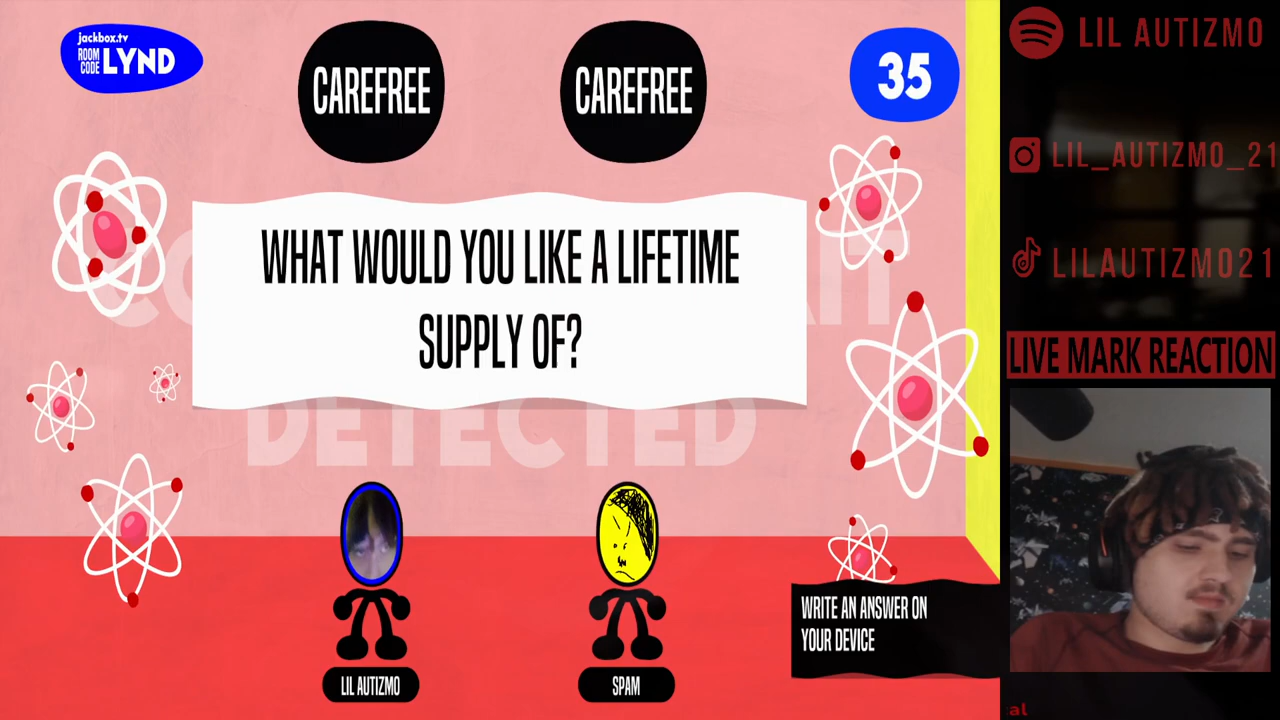 jackbox.tv
ROOM
CODE
LYND
CAREFREE
CAREFREE
35
WHAT WOULD YOU LIKE A LIFETIME
SUPPLY OF?
DETECTED
WRITE AN ANSWER ON
YOUR DEVICE
LIL AUTIZMO
SPAM
LIL AUTIZMO
LIL_AUTIZMO_21
LILAUTIZMO21
LIVE MARK REACTION